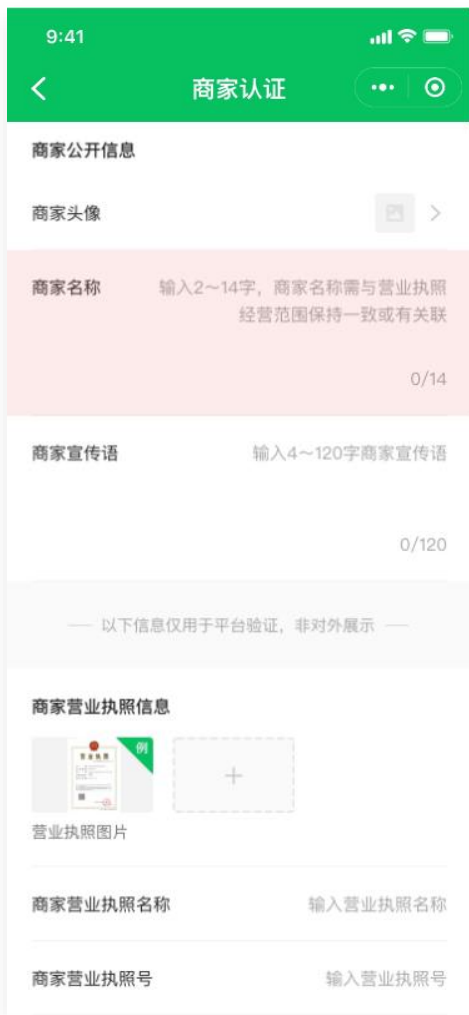 9:41
商家认证
商家公开信息
商家头像
商家名称
输入2～14字，商家名称需与营业执照
经营范围保持一致或有关联
0/14
商家宣传语
输入4～120字商家宣传语
0/120
以下信息仅用于平台验证，非对外展示
商家营业执照信息
营业执照
例
营业执照图片
商家营业执照名称
输入营业执照名称
商家营业执照号
输入营业执照号